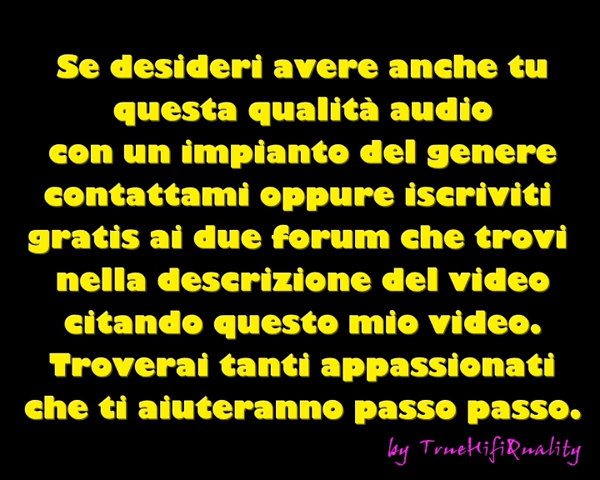 Se desideri avere anche tu
questa qualità audio
con un impianto del genere
contattami oppure iscriviti
gratis ai due forum che trovi
nella descrizione del video
citando questo mio video.
Troverai tanti appassionati
che ti aiuteranno passo passo.
by TrueHifiQuality